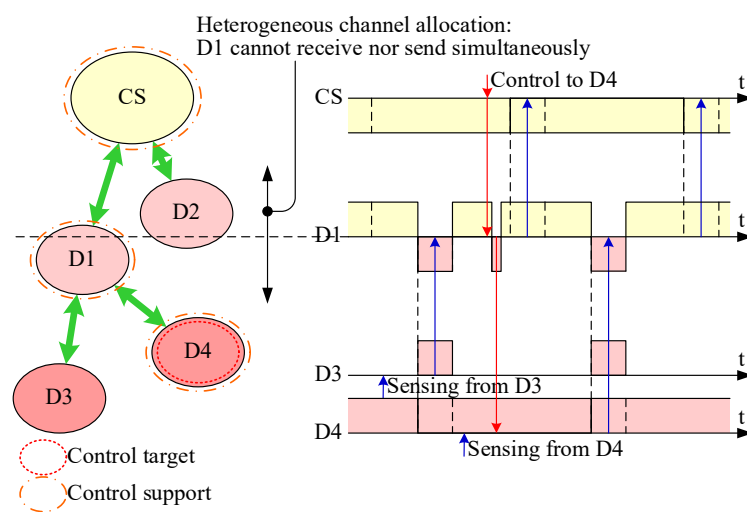 Heterogeneous channel allocation:
D1 cannot receive nor send simultaneously
CS
D2
D1
D4
D3
Control target
Control support
CS
Control to D4
t
D1
t
D3
Sensing from D3
t
D4
Sensing from D4
t